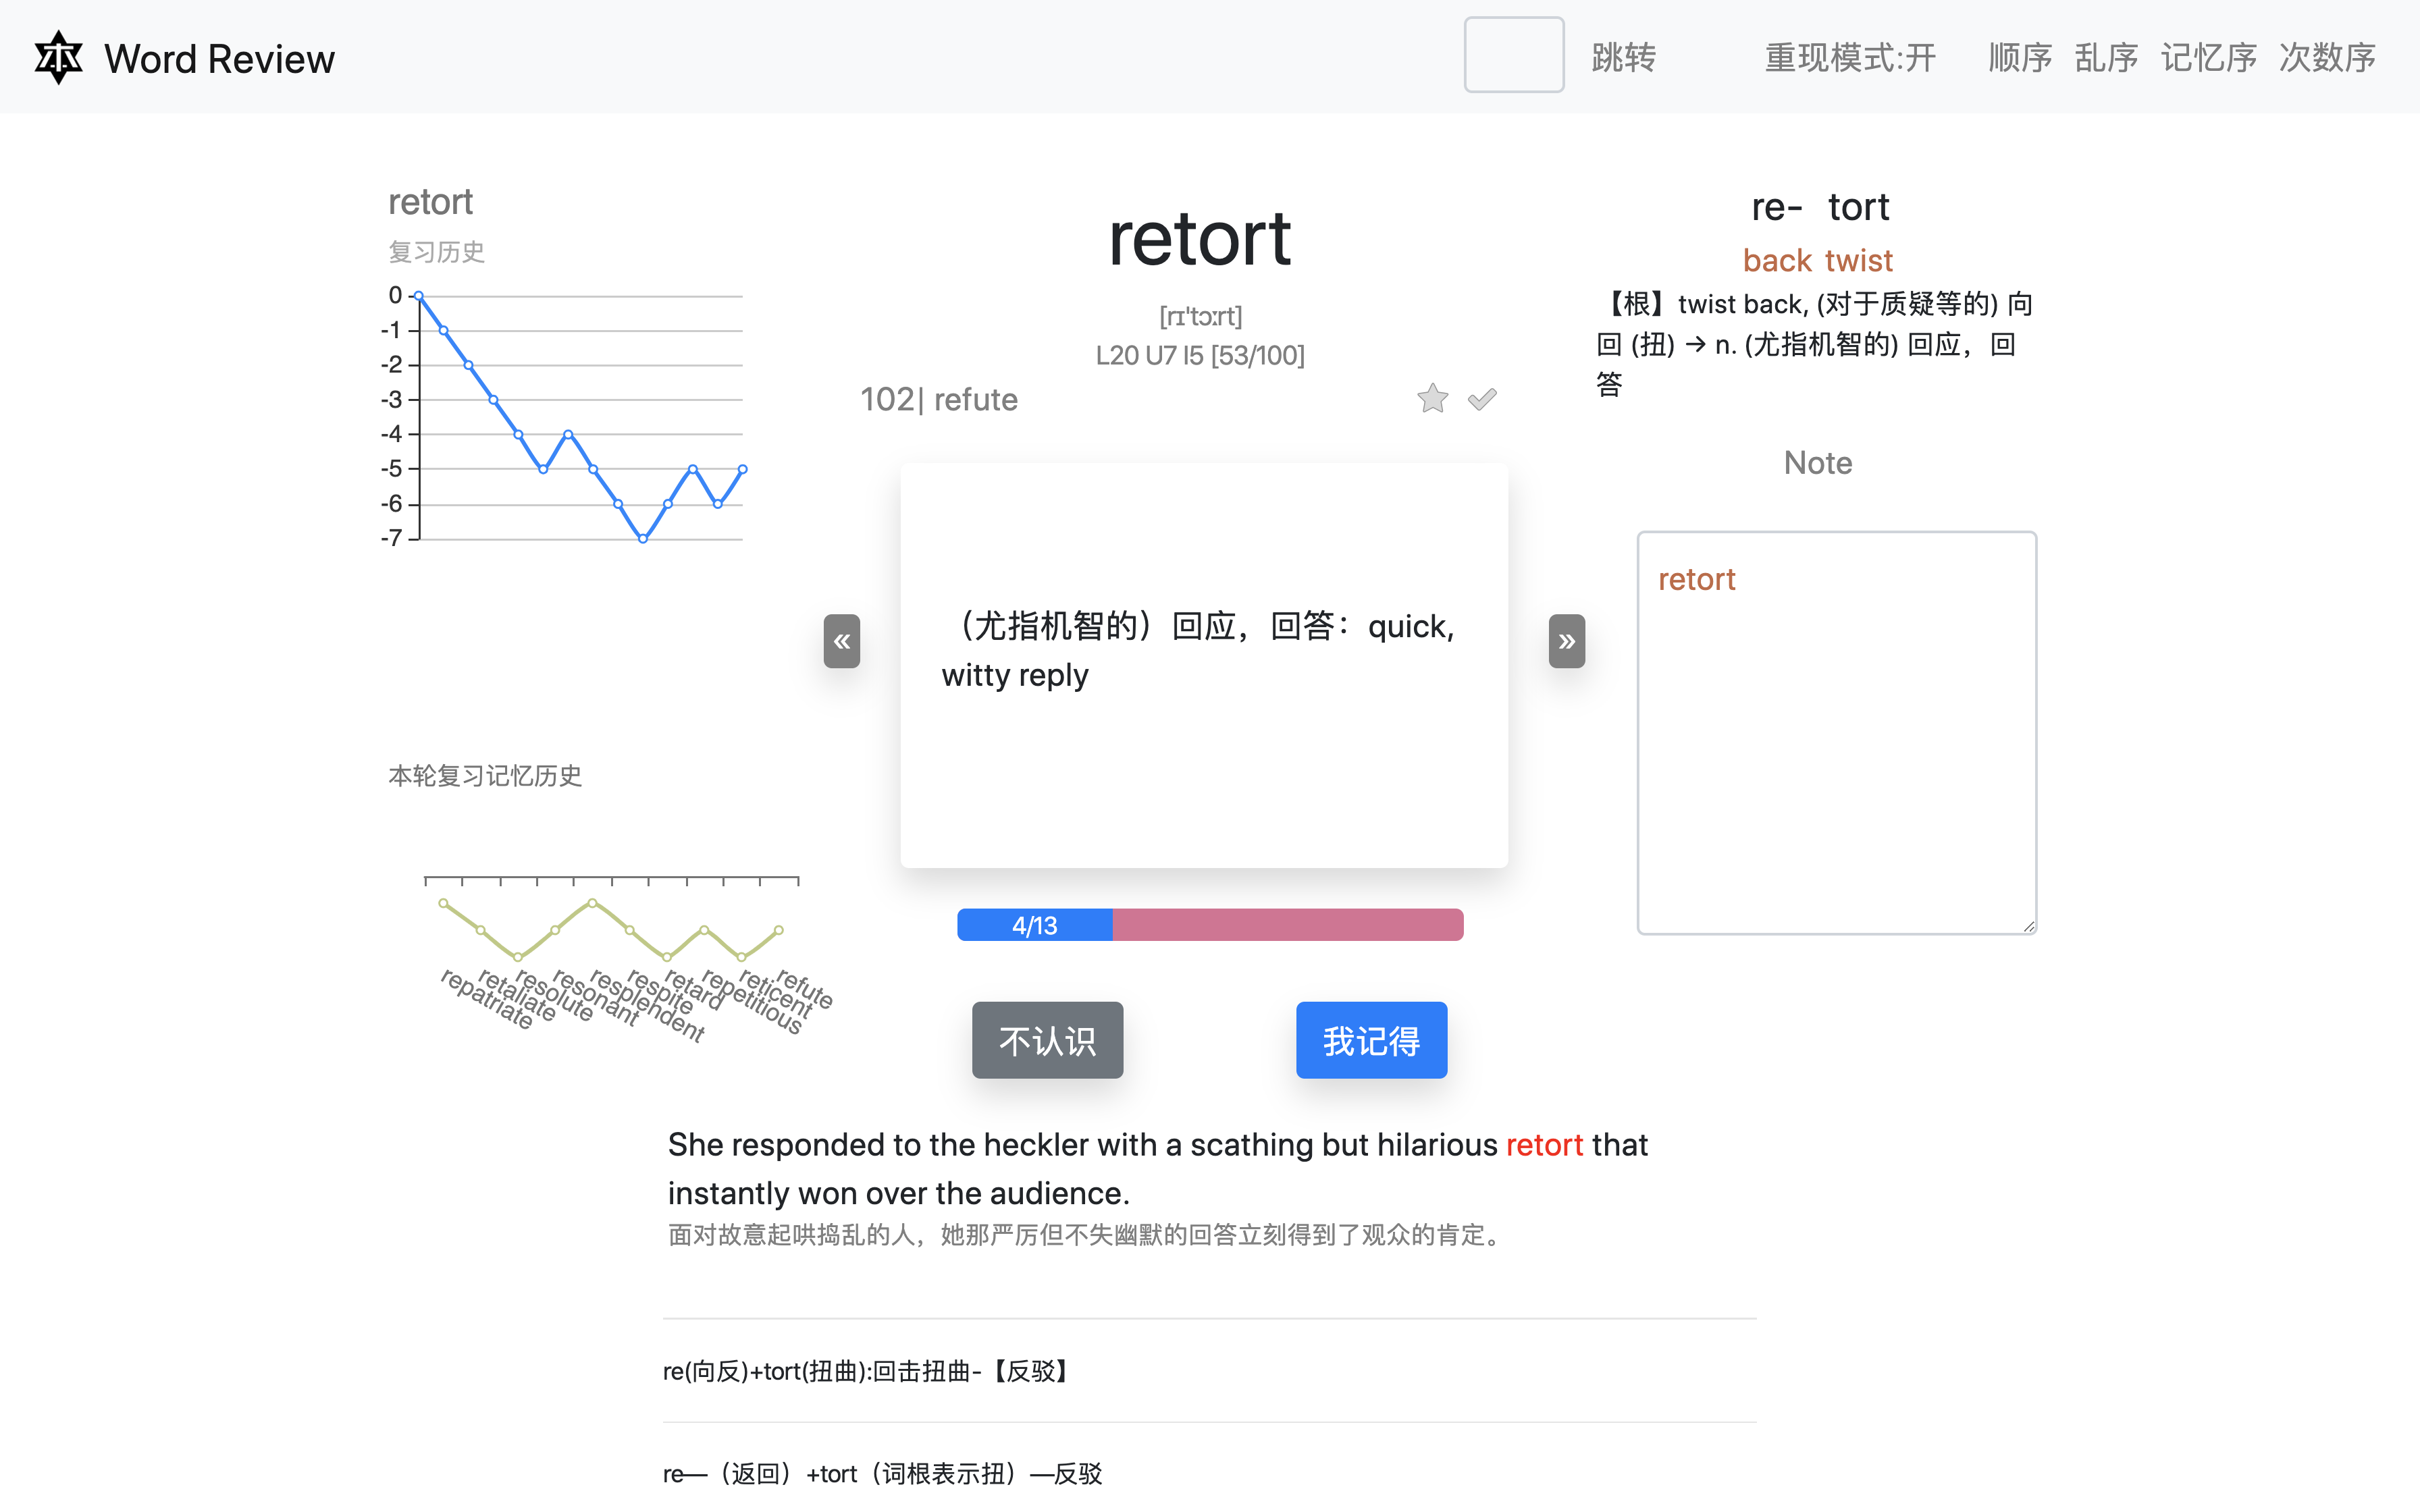 Word Review
跳转
重现模式:开
顺序 乱序 记忆序 次数序
retort
复习历史
0
-1
-2
-3
-4
-5
-6
-7
本轮复习记忆历史
repatriate
retaliate
resolute
resonant
resplendent
respite
retard
repetitious
reticent
refute
retort
[rɪˈtɔːrt]
L20 U7 I5 [53/100]
102| refute
«
（尤指机智的）回应，回答：quick,
witty reply
»
4/13
不认识
我记得
re- tort
back twist
【根】twist back, (对于质疑等的) 向
回 (扭) → n. (尤指机智的) 回应，回
答
Note
retort
She responded to the heckler with a scathing but hilarious retort that
instantly won over the audience.
面对故意起哄捣乱的人，她那严厉但不失幽默的回答立刻得到了观众的肯定。
re(向反)+tort(扭曲):回击扭曲-【反驳】
re—（返回）+tort（词根表示扭）—反驳